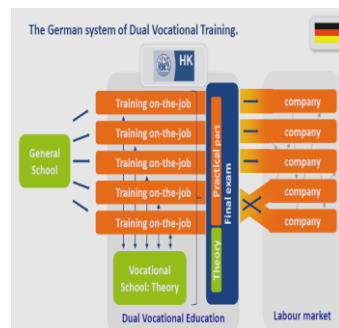 The German system of Dual Vocational Training.
HK
Training on-the-job
company
Training on-the-job
company
General
School
Training on-the-job
company
Training on-the-job
company
Training on-the-job
company
Practical part
Final exam
Theory
Vocational
School: Theory
Dual Vocational Education
Labour market